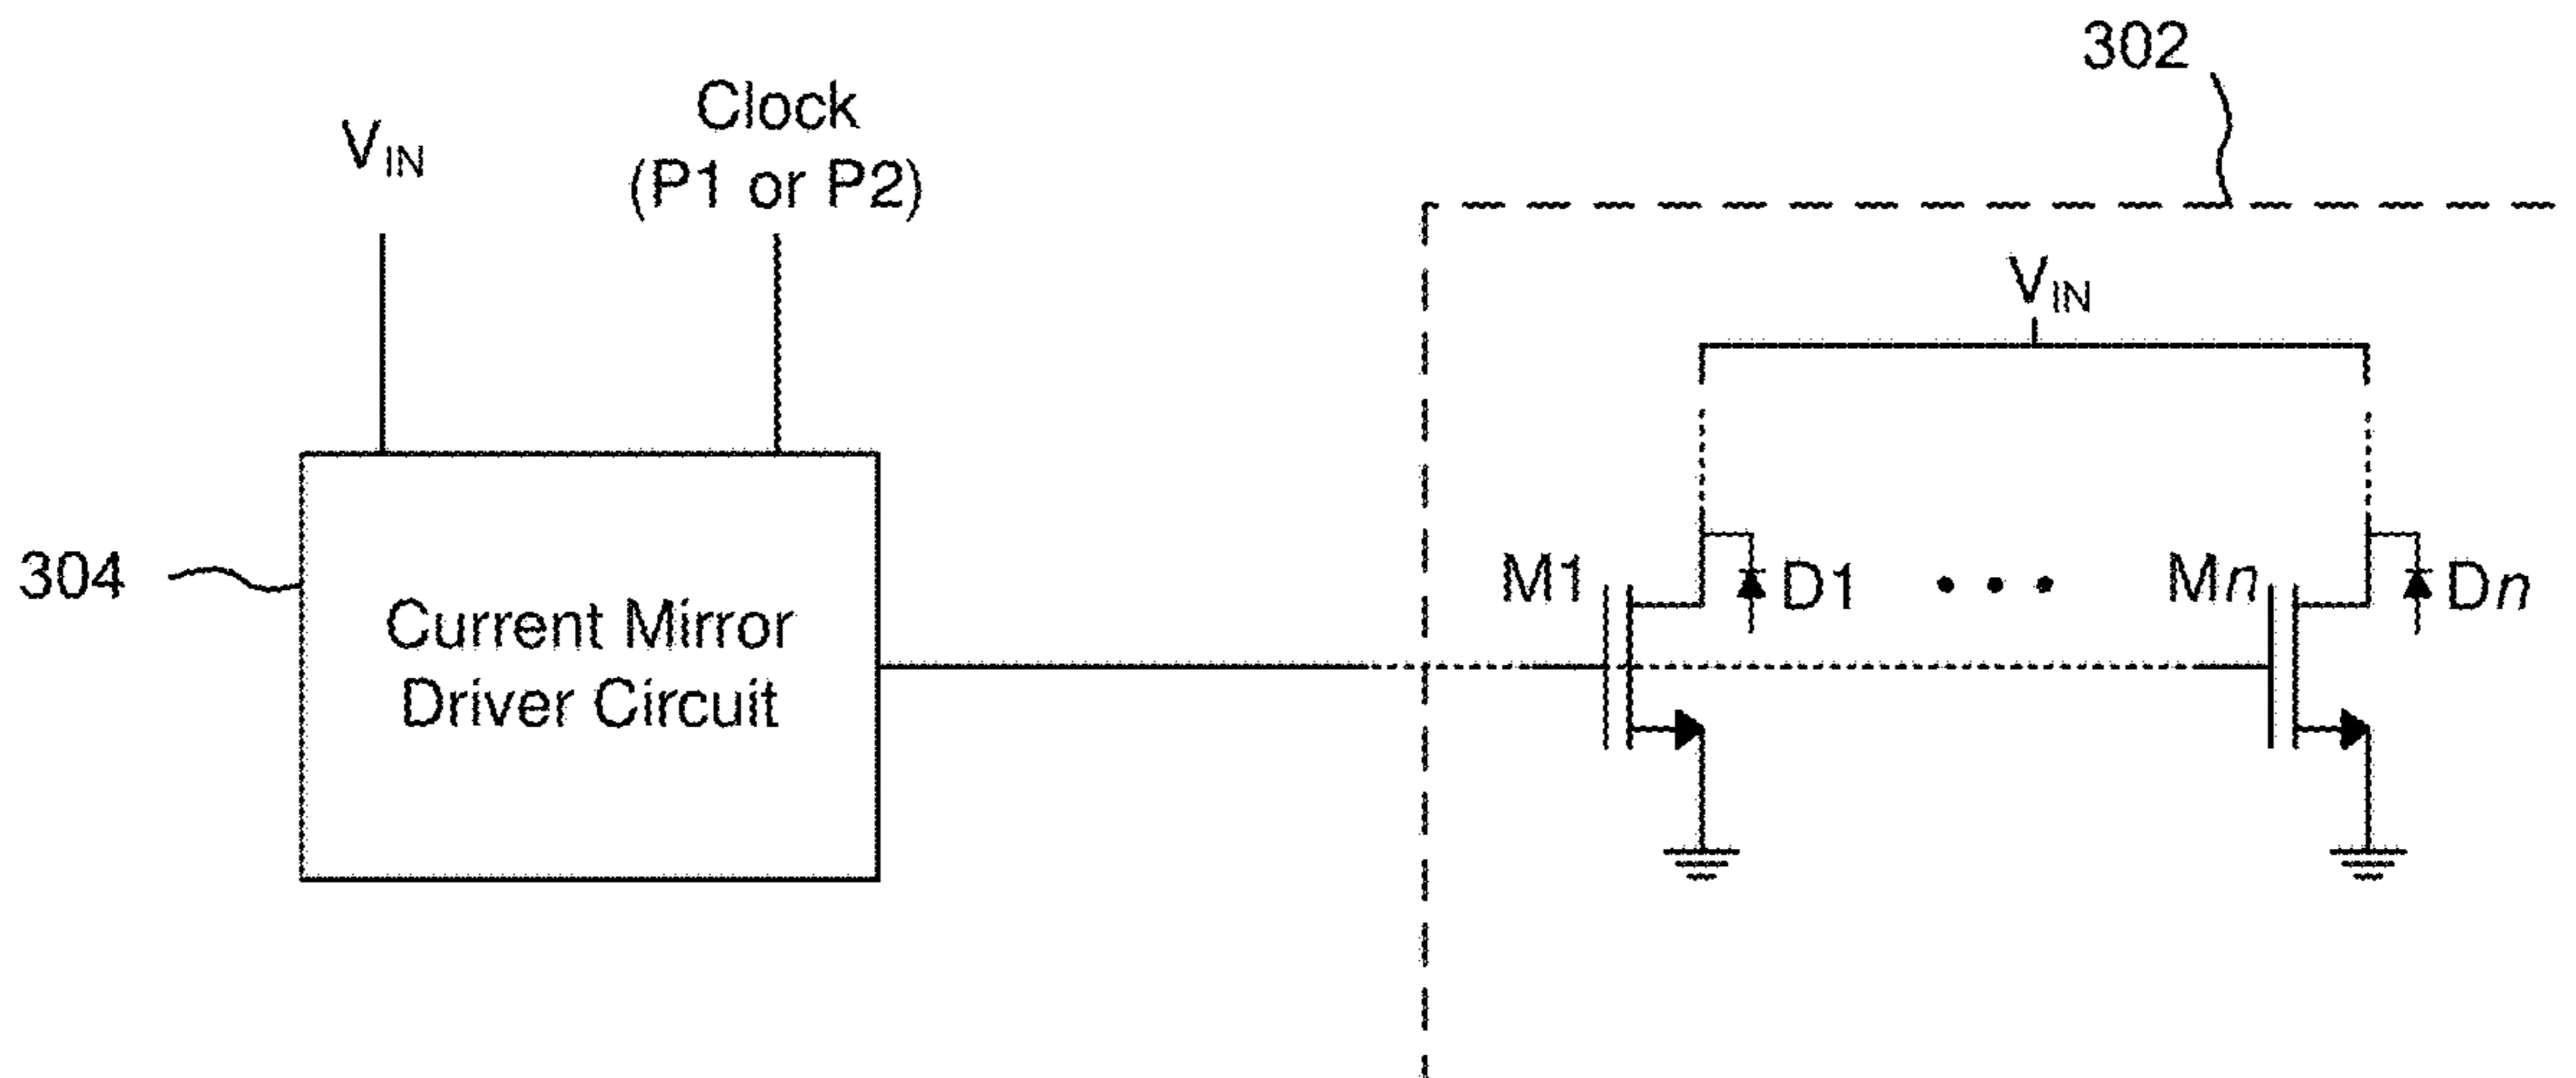 302
Clock
(P1 or P2)
VIN
VIN
304
Current Mirror
Driver Circuit
M1
D1
Mn
Dn